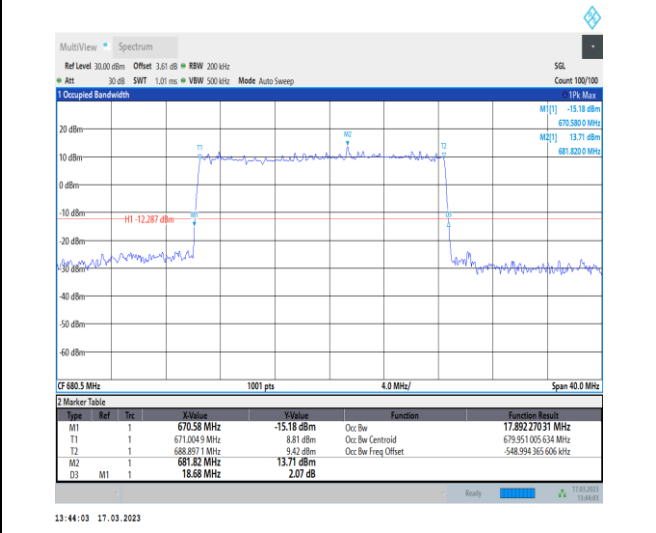 MultiView Spectrum
Ref Level 30.00 dBm Offset 3.61 dB RBW 200 kHz SGL
Att 30 dB SWT 1.01 ms VBW 500 kHz Mode Auto Sweep Count 100/100
1 Occupied Bandwidth 1Pk Max
M1[1] -15.18 dBm
670.580 0 MHz
M2[1] 13.71 dBm
681.820 0 MHz
20 dBm
M2
T1 T2
10 dBm
0 dBm
-10 dBm
M1 D3
H1 -12.287 dBm
-20 dBm
-30 dBm
-40 dBm
-50 dBm
-60 dBm
CF 680.5 MHz 1001 pts 4.0 MHz/ Span 40.0 MHz
2 Marker Table
Type Ref Trc X-Value Y-Value Function Function Result
M1 1 670.58 MHz -15.18 dBm Occ Bw 17.892 270 31 MHz
T1 1 671.004 9 MHz 8.81 dBm Occ Bw Centroid 679.951 005 634 MHz
T2 1 688.897 1 MHz 9.42 dBm Occ Bw Freq Offset -548.994 365 606 kHz
M2 1 681.82 MHz 13.71 dBm
D3 M1 1 18.68 MHz 2.07 dB
Ready 17.03.2023
13:44:03
13:44:03 17.03.2023